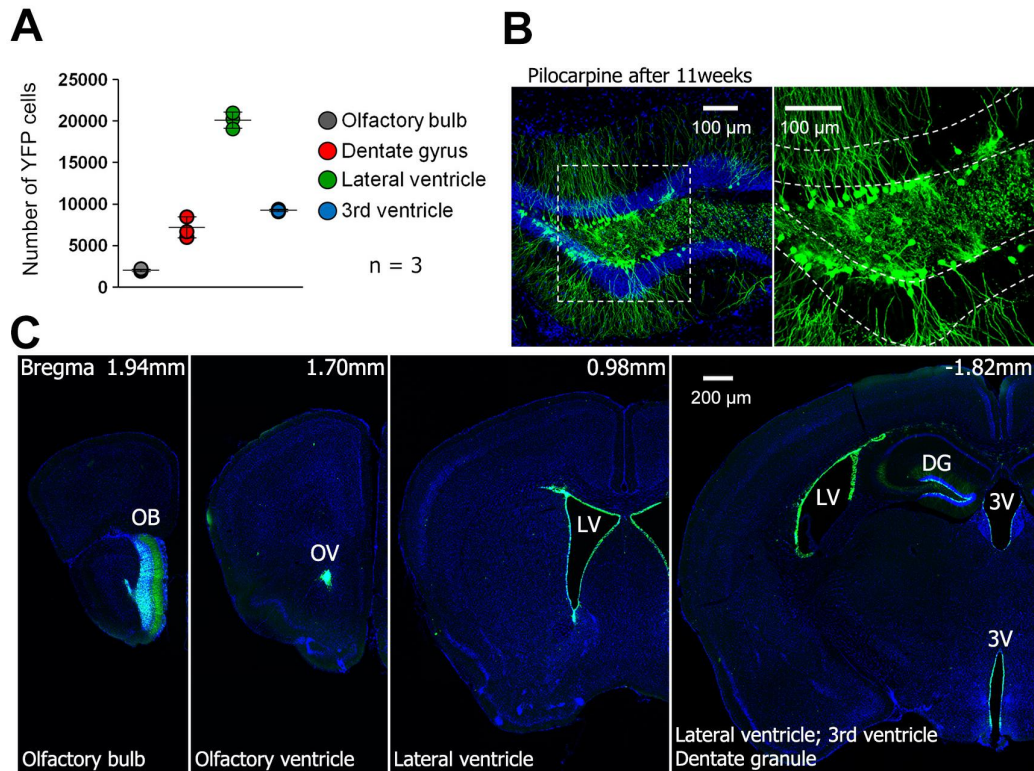 A
Number of YFP cells
25000
20000
15000
10000
5000
0
Olfactory bulb
Dentate gyrus
Lateral ventricle
3rd ventricle
n = 3
B
Pilocarpine after 11weeks
100 µm
100 µm
C
Bregma 1.94mm
OB
Olfactory bulb
1.70mm
OV
Olfactory ventricle
0.98mm
LV
Lateral ventricle
-1.82mm
200 µm
LV
DG
3V
3V
Lateral ventricle; 3rd ventricle
Dentate granule